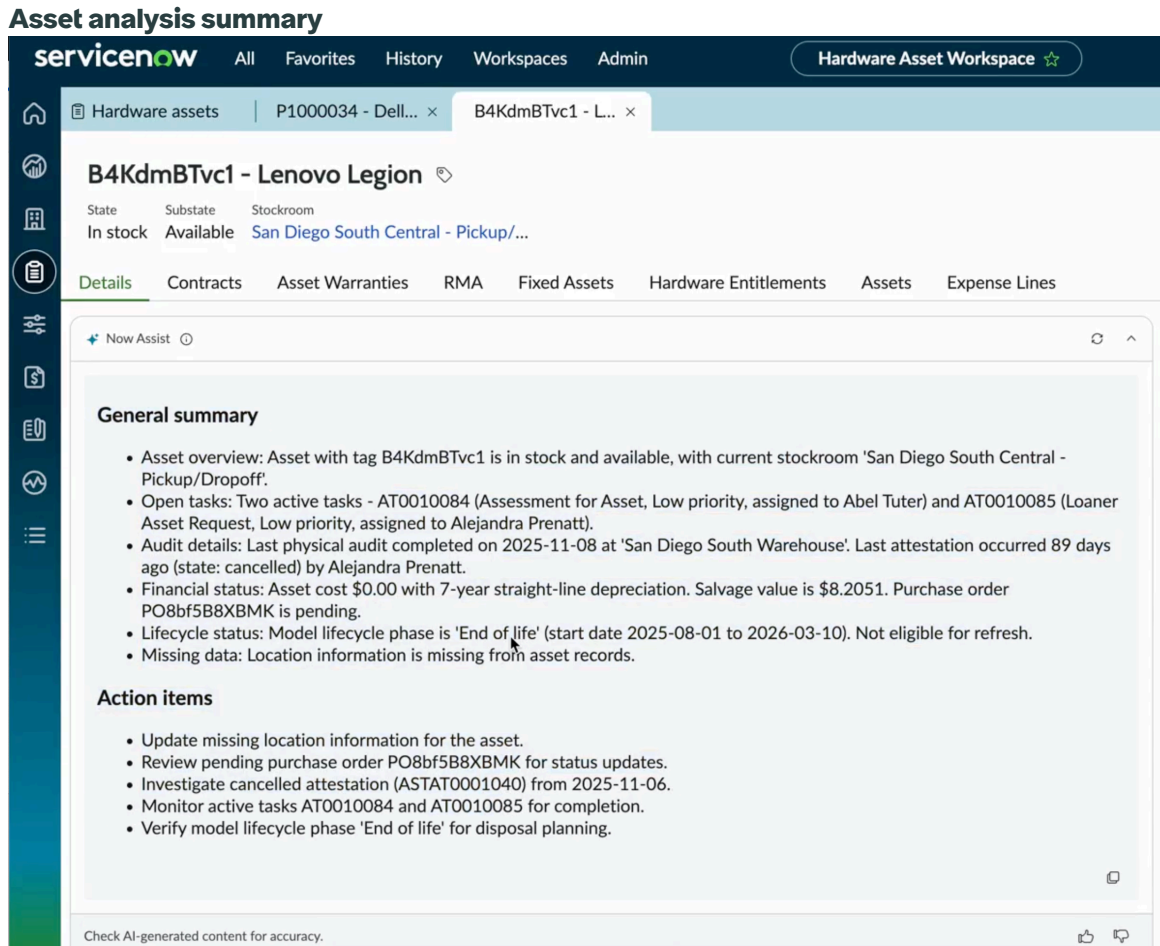 Asset analysis summary
servicenow All Favorites History Workspaces Admin Hardware Asset Workspace
Hardware assets P1000034 - Dell... B4KdmBTvc1 - L...
B4KdmBTvc1 - Lenovo Legion
State Substate Stockroom
In stock Available San Diego South Central - Pickup/...
Details Contracts Asset Warranties RMA Fixed Assets Hardware Entitlements Assets Expense Lines
Now Assist
General summary
• Asset overview: Asset with tag B4KdmBTvc1 is in stock and available, with current stockroom 'San Diego South Central -
Pickup/Dropoff'.
• Open tasks: Two active tasks - AT0010084 (Assessment for Asset, Low priority, assigned to Abel Tuter) and AT0010085 (Loaner
Asset Request, Low priority, assigned to Alejandra Prenatt).
• Audit details: Last physical audit completed on 2025-11-08 at 'San Diego South Warehouse'. Last attestation occurred 89 days
ago (state: cancelled) by Alejandra Prenatt.
• Financial status: Asset cost $0.00 with 7-year straight-line depreciation. Salvage value is $8.2051. Purchase order
PO8bf5B8XBMK is pending.
• Lifecycle status: Model lifecycle phase is 'End of life' (start date 2025-08-01 to 2026-03-10). Not eligible for refresh.
• Missing data: Location information is missing from asset records.
Action items
• Update missing location information for the asset.
• Review pending purchase order PO8bf5B8XBMK for status updates.
• Investigate cancelled attestation (ASTAT0001040) from 2025-11-06.
• Monitor active tasks AT0010084 and AT0010085 for completion.
• Verify model lifecycle phase 'End of life' for disposal planning.
Check AI-generated content for accuracy.